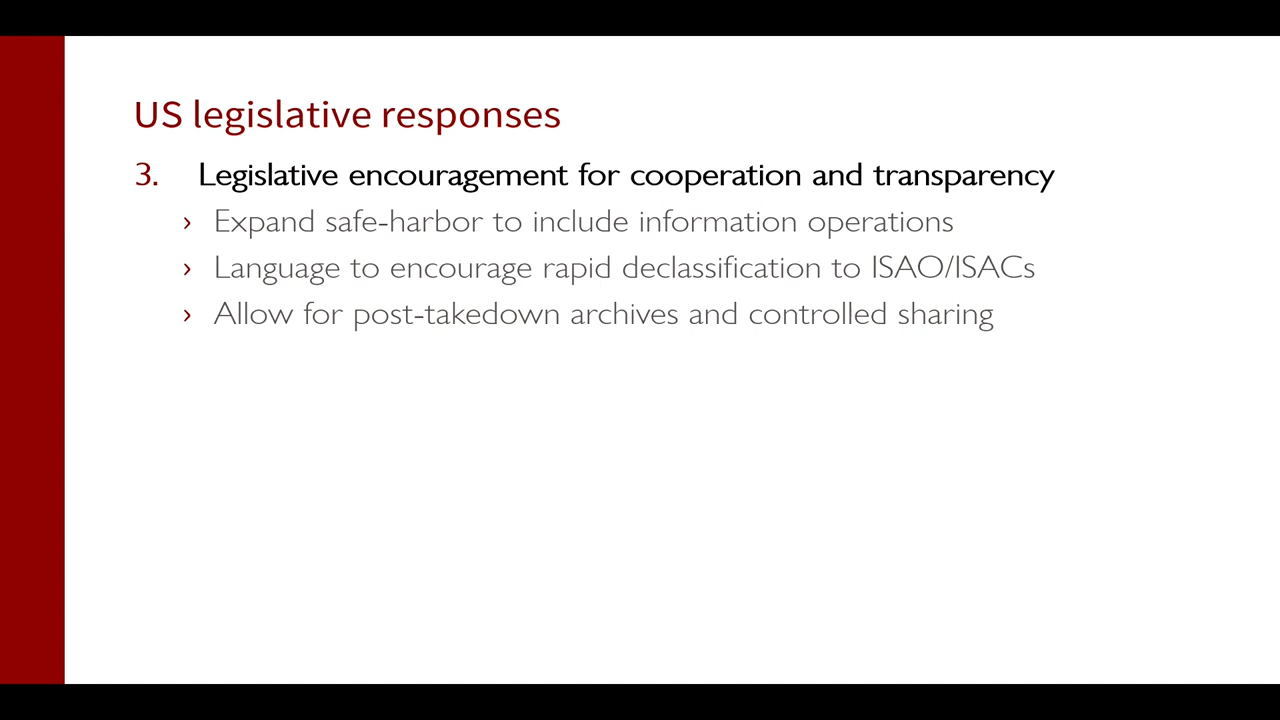 US legislative responses
3. Legislative encouragement for cooperation and transparency
› Expand safe-harbor to include information operations
› Language to encourage rapid declassification to ISAO/ISACs
› Allow for post-takedown archives and controlled sharing